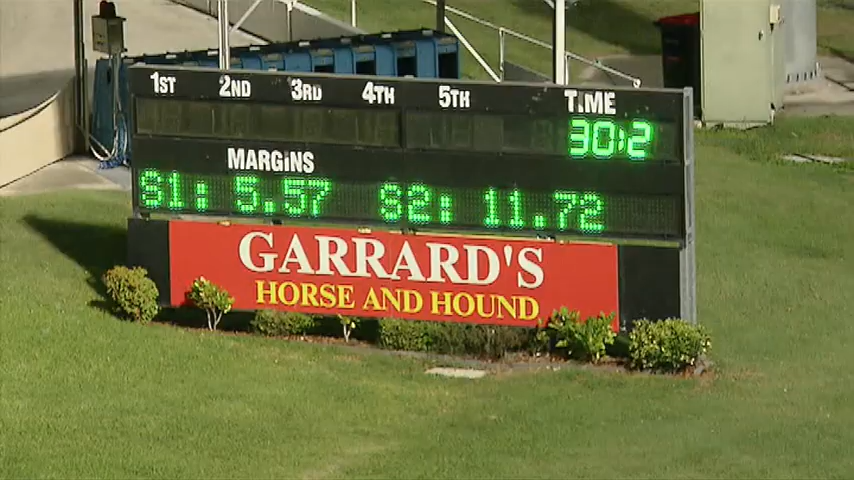 1ST 2ND 3RD 4TH 5TH TIME
30:2
MARGINS
S1: 5.57 S2: 11.72
GARRARD'S
HORSE AND HOUND